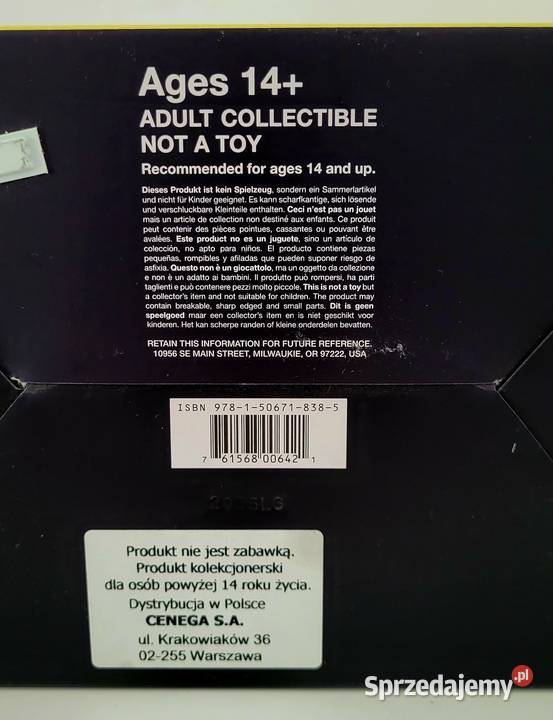 Ages 14+
ADULT COLLECTIBLE
NOT A TOY
Recommended for ages 14 and up.
Dieses Produkt ist kein Spielzeug, sondern ein Sammerlartikel
und nicht für Kinder geeignet. Es kann scharfkantige, sich lösende
und verschluckbare Kleinteile enthalten. Ceci n'est pas un jouet
mais un article de collection non destiné aux enfants. Ce produit
peut contenir des pièces pointues, cassantes ou pouvant être
avalées. Este product no es un juguete, sino un artículo de
colección, no apto para niños. El producto contiene piezas
pequeñas, rompibles y afiladas que pueden suponer riesgo de
asfixia. Questo non è un giocattolo, ma un oggetto da collezione
e non è un adatto ai bambini. Il prodotto può rompersi, ha parti
taglienti e può contenere pezzi molto piccole. This is not a toy but
a collector's item and not suitable for children. The product may
contain breakable, sharp edged and small parts. Dit is geen
speelgoed maar een collector's item en is niet geschikt voor
kinderen. Het kan scherpe randen of kleine onderdelen bevatten.
RETAIN THIS INFORMATION FOR FUTURE REFERENCE.
10956 SE MAIN STREET, MILWAUKIE, OR 97222, USA
ISBN 978-1-50671-838-5
7 61568 00642 1
Produkt nie jest zabawką.
Produkt kolekcjonerski
dla osób powyżej 14 roku życia.
Dystrybucja w Polsce
CENEGA S.A.
ul. Krakowiaków 36
02-255 Warszawa
Sprzedajemy.pl